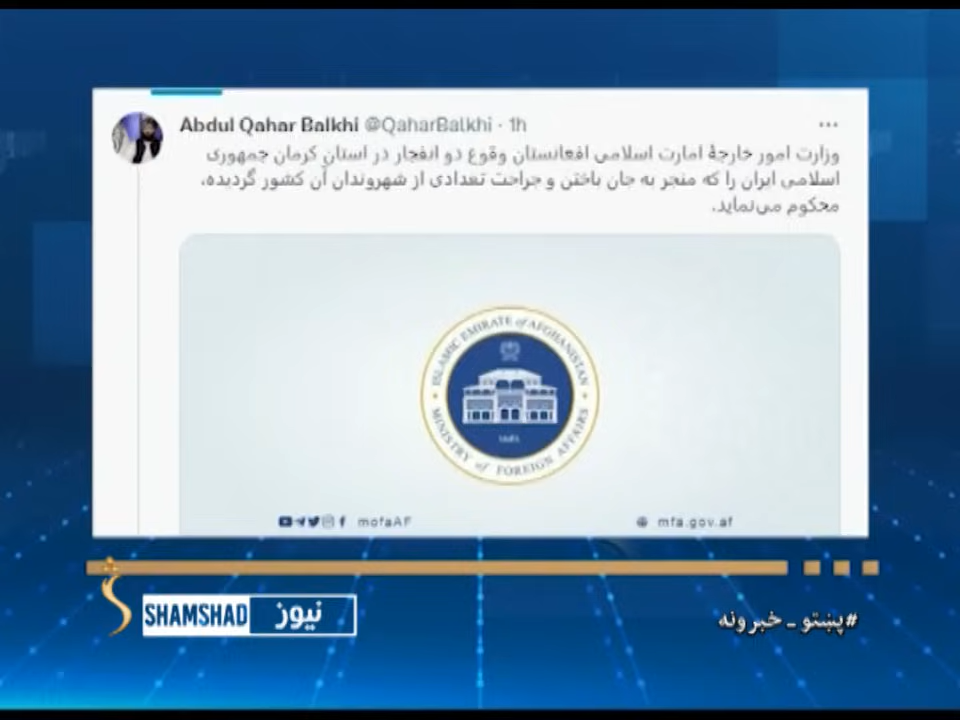 Abdul Qahar Balkhi @QaharBalkhi · 1h
وزارت امور خارجهٔ امارت اسلامی افغانستان وقوع دو انفجار در استان کرمان جمهوری
اسلامی ایران را که منجر به جان باختن و جراحت تعدادی از شهروندان آن کشور گردیده،
محکوم می‌نماید.
ISLAMIC EMIRATE of AFGHANISTAN
MINISTRY of FOREIGN AFFAIRS
mofaAF
mfa.gov.af
SHAMSHAD نیوز
#پښتو - خبرونه